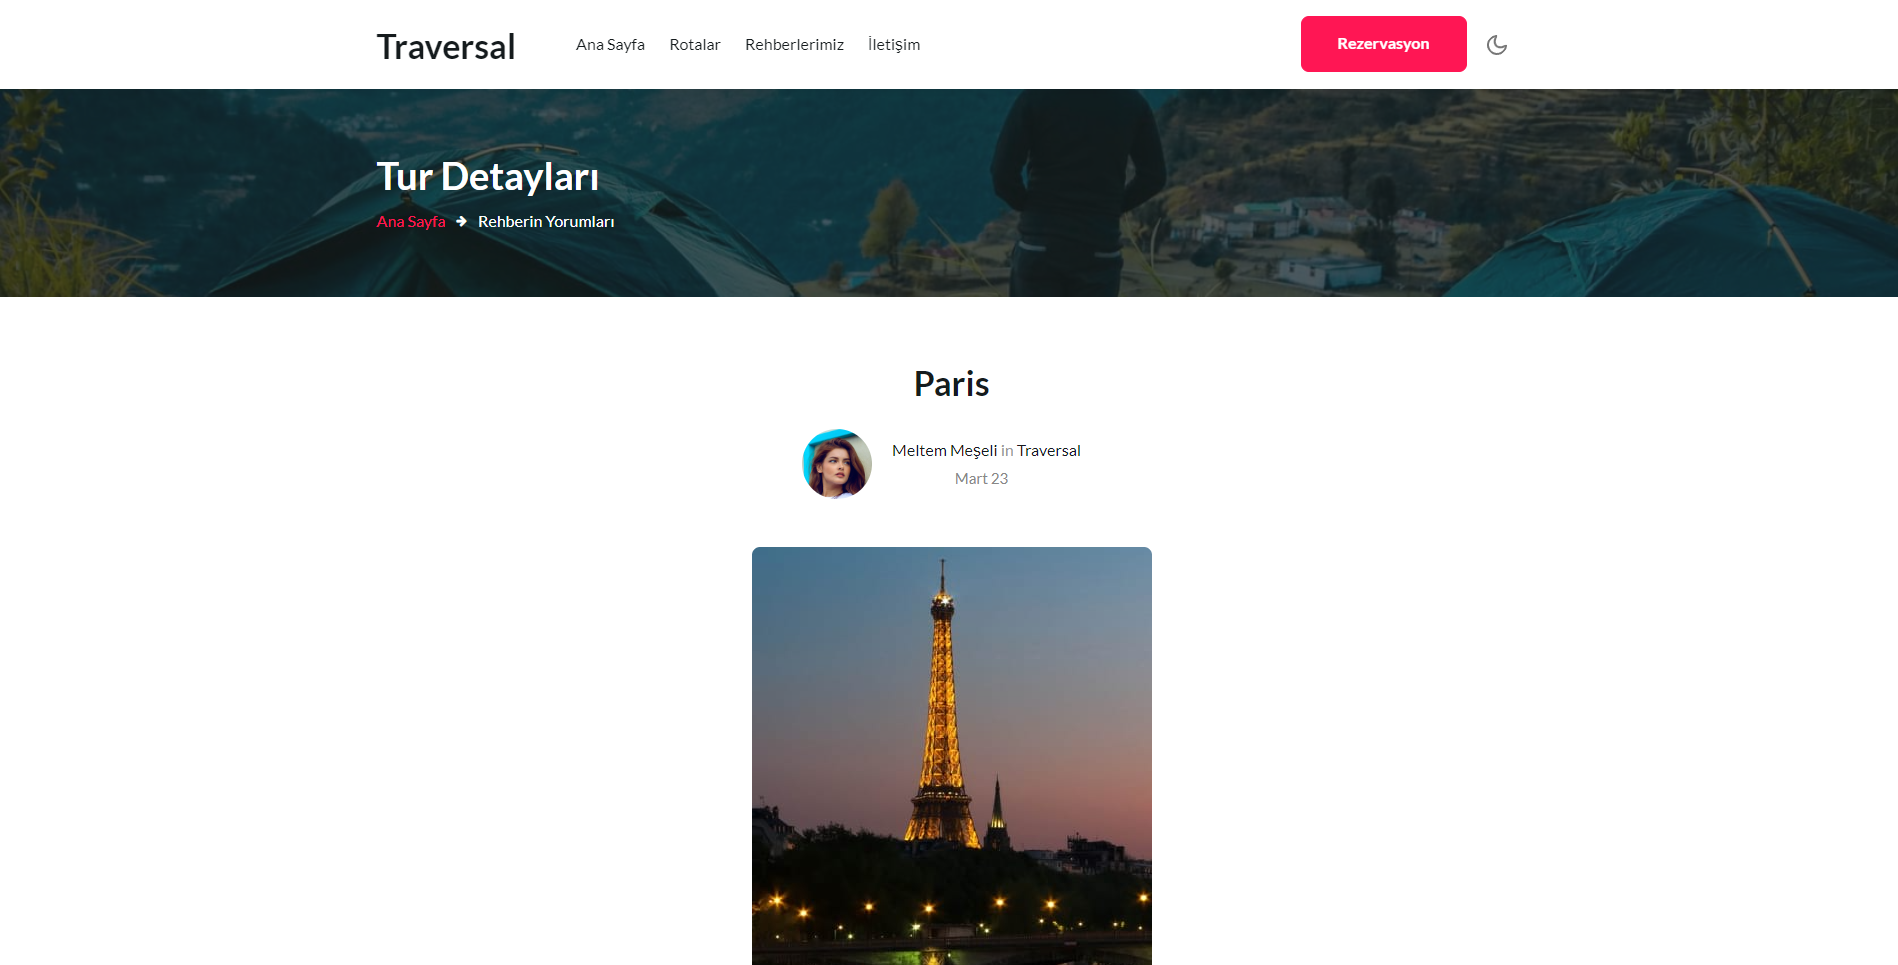 Traversal
Ana Sayfa Rotalar Rehberlerimiz İletişim
Rezervasyon
Tur Detayları
Ana Sayfa → Rehberin Yorumları
Paris
Meltem Meşeli in Traversal
Mart 23